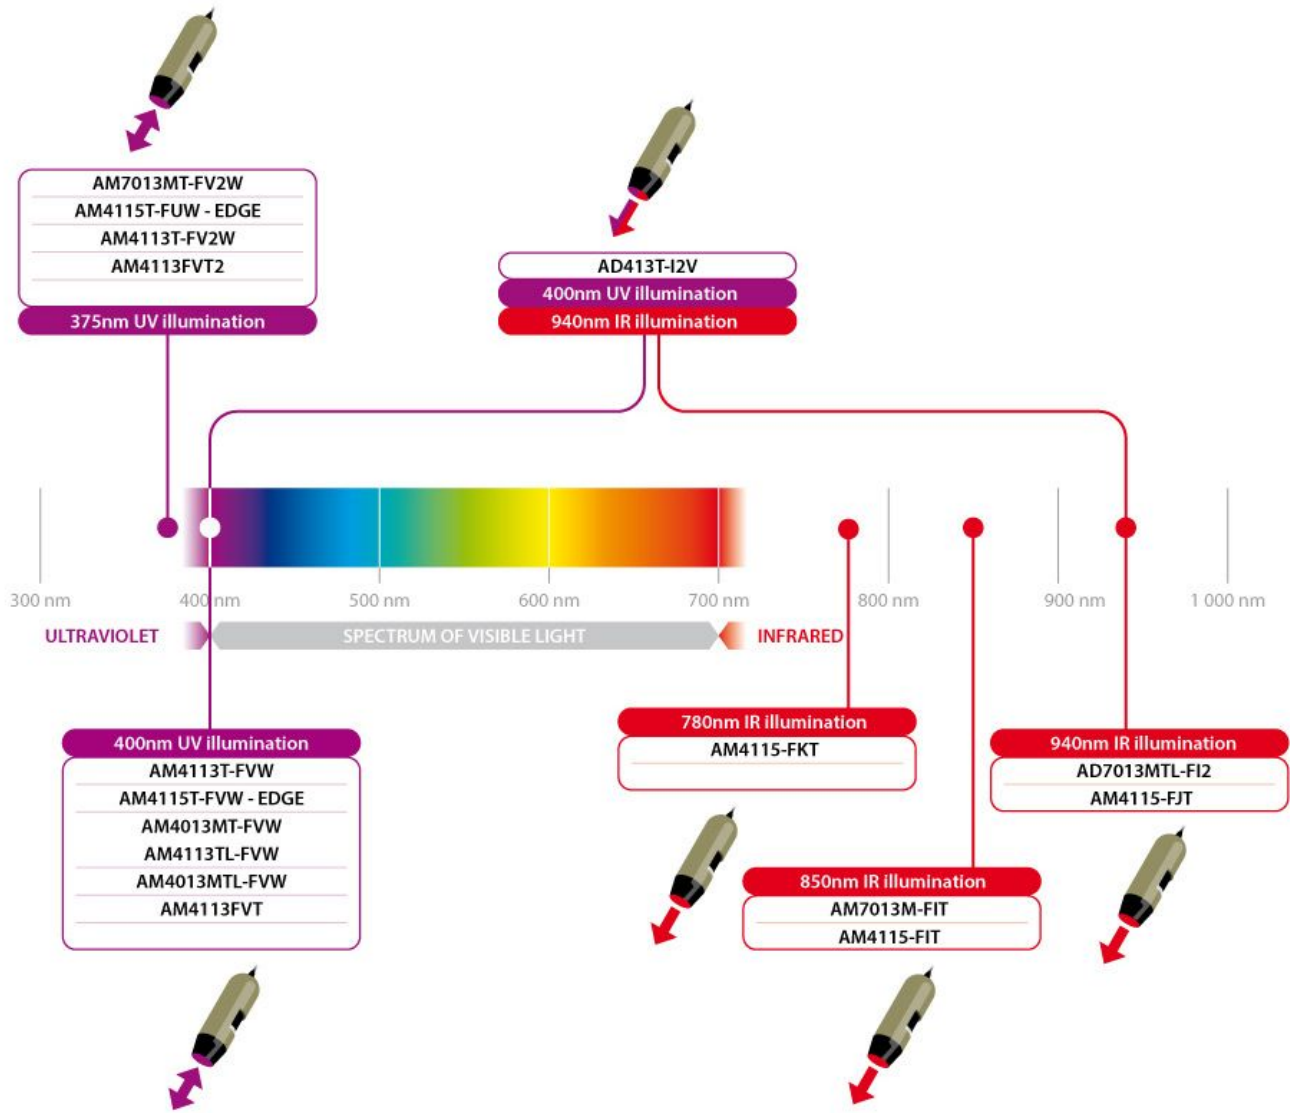 AM7013MT-FV2W
AM4115T-FUW - EDGE
AM4113T-FV2W
AM4113FVT2
375nm UV illumination
AD413T-I2V
400nm UV illumination
940nm IR illumination
300 nm
400 nm
500 nm
600 nm
700 nm
800 nm
900 nm
1 000 nm
ULTRAVIOLET
SPECTRUM OF VISIBLE LIGHT
INFRARED
400nm UV illumination
AM4113T-FVW
AM4115T-FVW - EDGE
AM4013MT-FVW
AM4113TL-FVW
AM4013MTL-FVW
AM4113FVT
780nm IR illumination
AM4115-FKT
850nm IR illumination
AM7013M-FIT
AM4115-FIT
940nm IR illumination
AD7013MTL-FI2
AM4115-FJT